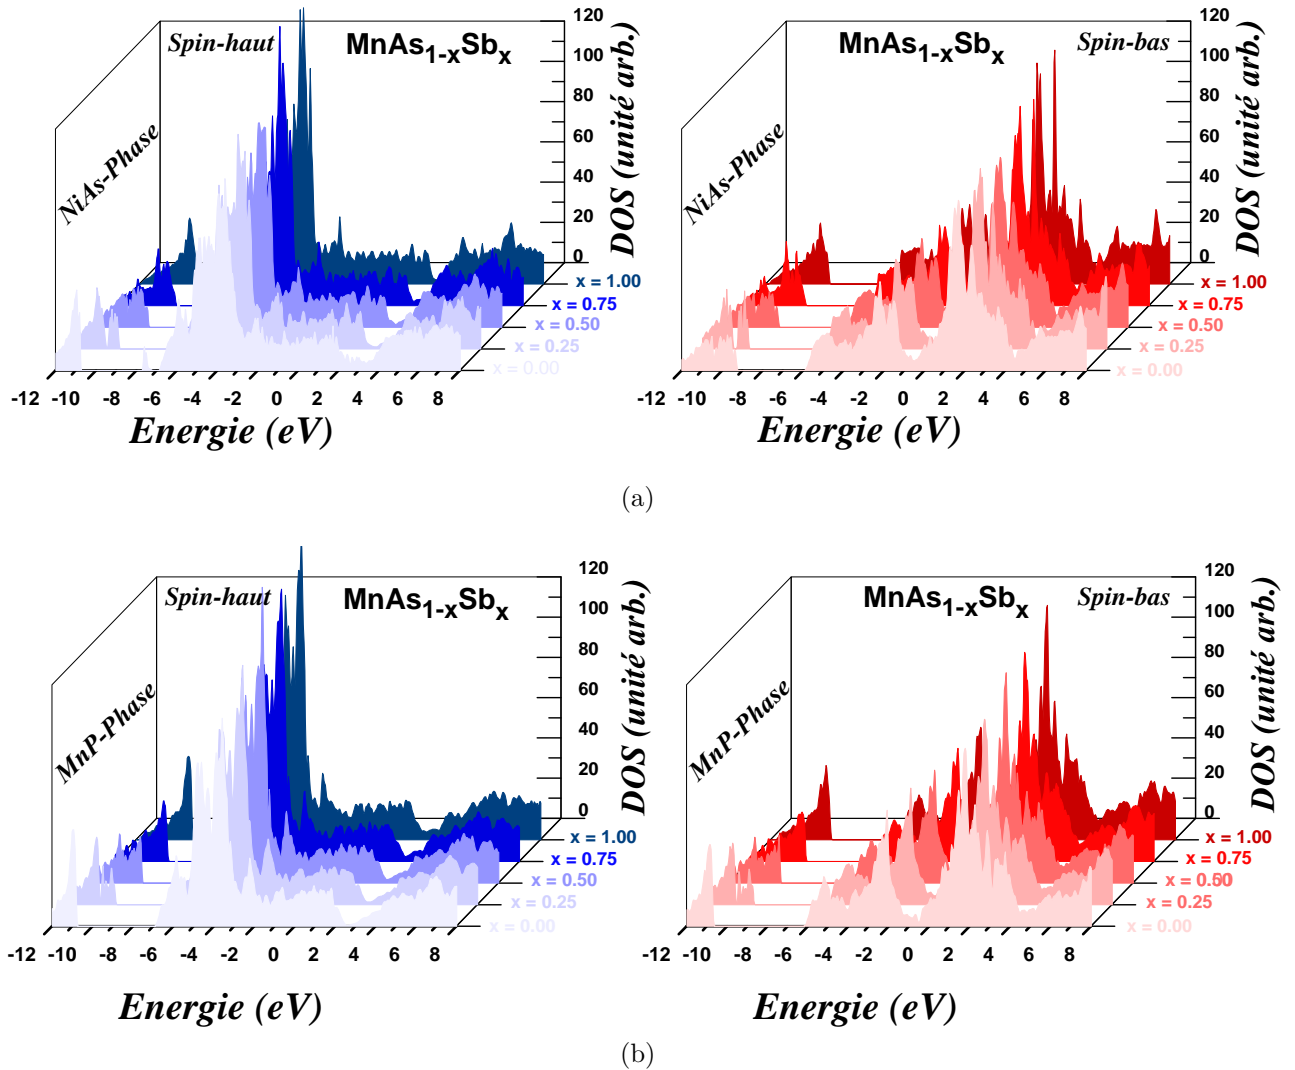 Spin-haut
MnAs1-xSbx
NiAs-Phase
120
100
80
60
40
20
0
DOS (unité arb.)
x = 1.00
x = 0.75
x = 0.50
x = 0.25
x = 0.00
-12 -10 -8 -6 -4 -2 0 2 4 6 8
Energie (eV)
MnAs1-xSbx
Spin-bas
NiAs-Phase
120
100
80
60
40
20
0
DOS (unité arb.)
x = 1.00
x = 0.75
x = 0.50
x = 0.25
x = 0.00
-12 -10 -8 -6 -4 -2 0 2 4 6 8
Energie (eV)
(a)
Spin-haut
MnAs1-xSbx
MnP-Phase
120
100
80
60
40
20
0
DOS (unité arb.)
x = 1.00
x = 0.75
x = 0.50
x = 0.25
x = 0.00
-12 -10 -8 -6 -4 -2 0 2 4 6 8
Energie (eV)
MnAs1-xSbx
Spin-bas
MnP-Phase
120
100
80
60
40
20
0
DOS (unité arb.)
x = 1.00
x = 0.75
x = 0.50
x = 0.25
x = 0.00
-12 -10 -8 -6 -4 -2 0 2 4 6 8
Energie (eV)
(b)